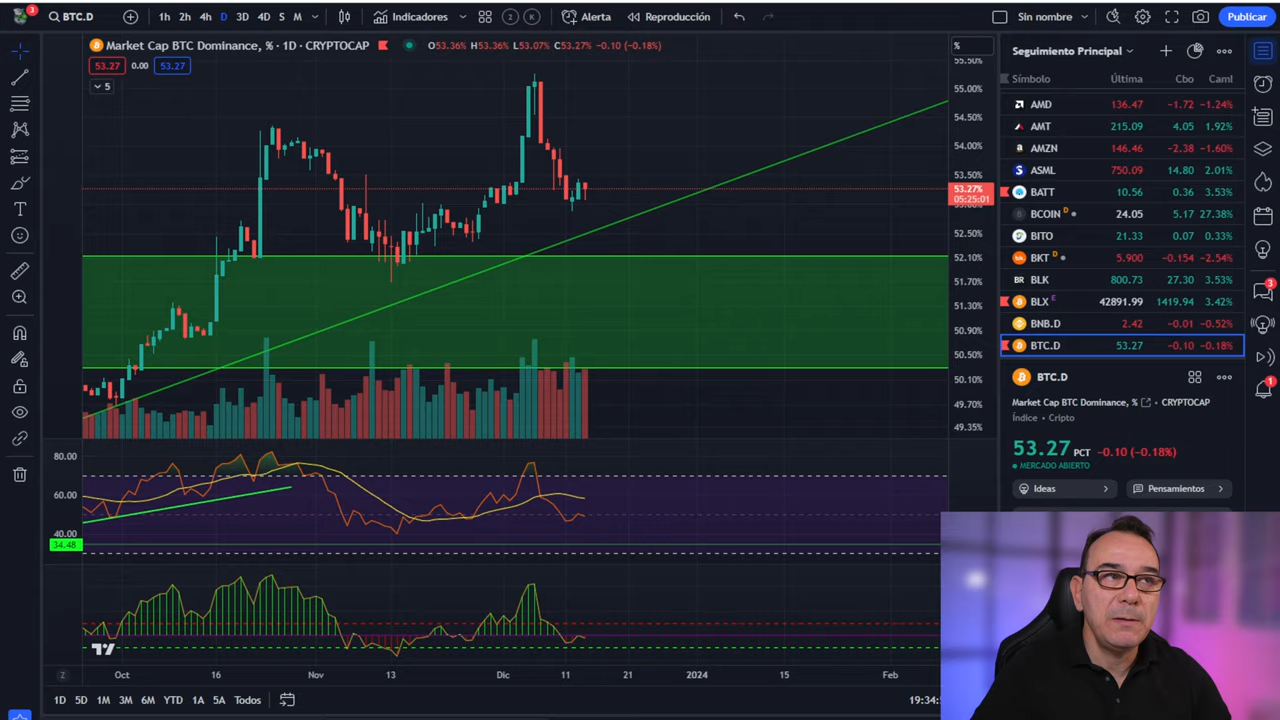 3
BTC.D
1h 2h 4h D 3D 4D S M
Indicadores
2 K
Alerta
Reproducción
Sin nombre
Publicar
Market Cap BTC Dominance, % · 1D · CRYPTOCAP
O53.36% H53.36% L53.07% C53.27% -0.10 (-0.18%)
53.27 0.00 53.27
5
%
55.50%
55.00%
54.50%
54.00%
53.50%
53.27%
05:25:01
52.50%
52.10%
51.70%
51.30%
50.90%
50.50%
50.10%
49.70%
49.35%
80.00
60.00
40.00
34.48
Z Oct 16 Nov 13 Dic 11 21 2024 15 Feb
1D 5D 1M 3M 6M YTD 1A 5A Todos
Seguimiento Principal
Símbolo Última Cbo Caml
AMD 136.47 −1.72 −1.24%
AMT 215.09 4.05 1.92%
AMZN 146.46 −2.38 −1.60%
ASML 750.09 14.80 2.01%
BATT 10.56 0.36 3.53%
BCOIN D 24.05 5.17 27.38%
BITO 21.33 0.07 0.33%
BKT D 5.900 −0.154 −2.54%
BLK 800.73 27.30 3.53%
BLX E 42891.99 1419.94 3.42%
BNB.D 2.42 −0.01 −0.52%
BTC.D 53.27 −0.10 −0.18%
BTC.D
Market Cap BTC Dominance, % • CRYPTOCAP
Índice • Cripto
53.27 PCT −0.10 (−0.18%)
MERCADO ABIERTO
Ideas
Pensamientos
3
1